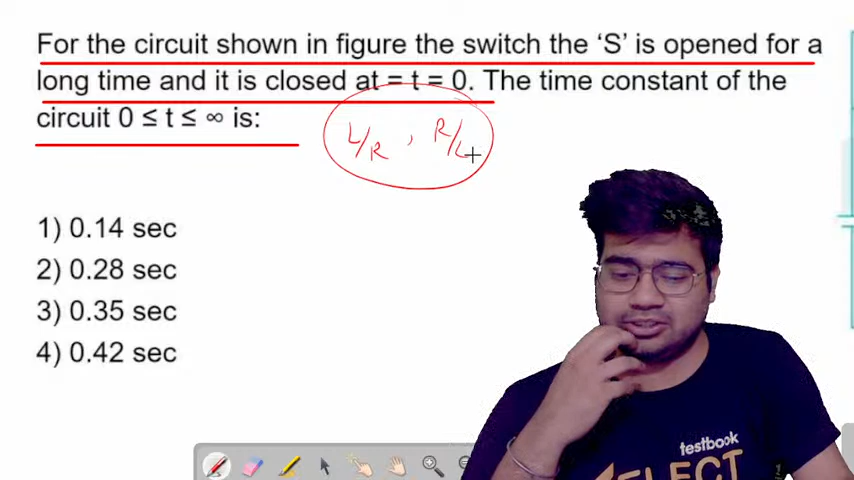 For the circuit shown in figure the switch the ‘S’ is opened for a
long time and it is closed at = t = 0. The time constant of the
circuit 0 ≤ t ≤ ∞ is:
L/R , R/L
1) 0.14 sec
2) 0.28 sec
3) 0.35 sec
4) 0.42 sec
testbook
SELECT